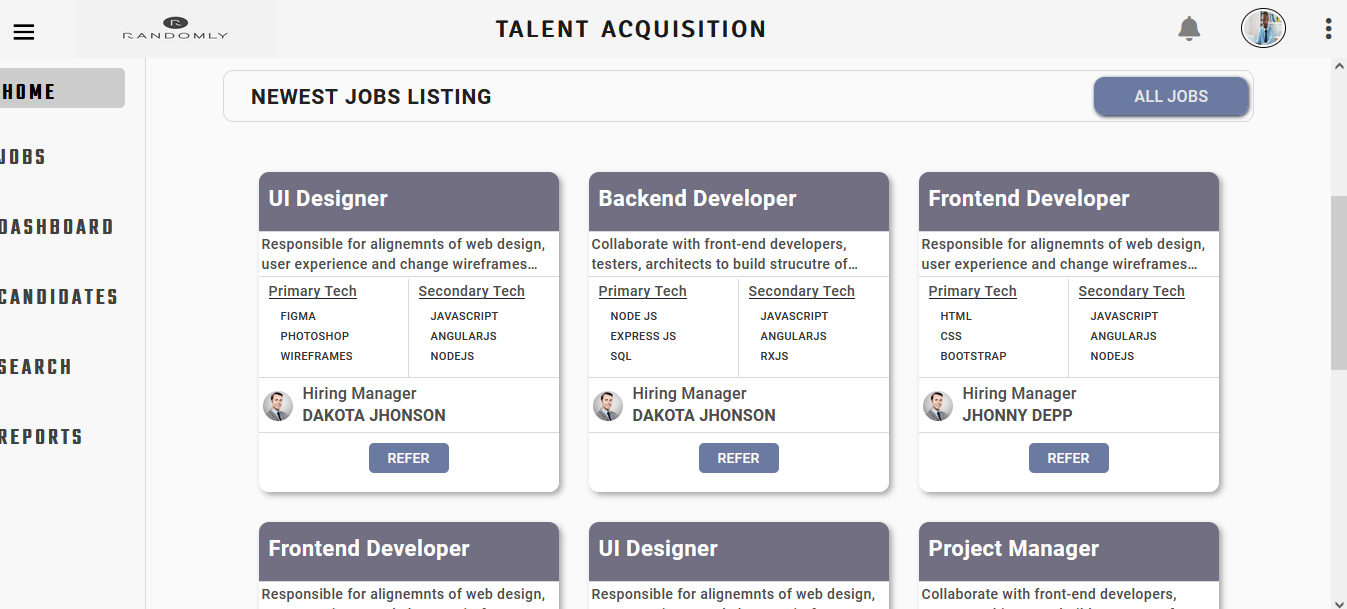 RANDOMLY
TALENT ACQUISITION
HOME
JOBS
DASHBOARD
CANDIDATES
SEARCH
REPORTS
NEWEST JOBS LISTING
ALL JOBS
UI Designer
Responsible for alignemnts of web design,
user experience and change wireframes...
Primary Tech
FIGMA
PHOTOSHOP
WIREFRAMES
Secondary Tech
JAVASCRIPT
ANGULARJS
NODEJS
Hiring Manager
DAKOTA JHONSON
REFER
Backend Developer
Collaborate with front-end developers,
testers, architects to build strucutre of...
Primary Tech
NODE JS
EXPRESS JS
SQL
Secondary Tech
JAVASCRIPT
ANGULARJS
RXJS
Hiring Manager
DAKOTA JHONSON
REFER
Frontend Developer
Responsible for alignemnts of web design,
user experience and change wireframes...
Primary Tech
HTML
CSS
BOOTSTRAP
Secondary Tech
JAVASCRIPT
ANGULARJS
NODEJS
Hiring Manager
JHONNY DEPP
REFER
Frontend Developer
Responsible for alignemnts of web design,
UI Designer
Responsible for alignemnts of web design,
Project Manager
Collaborate with front-end developers,